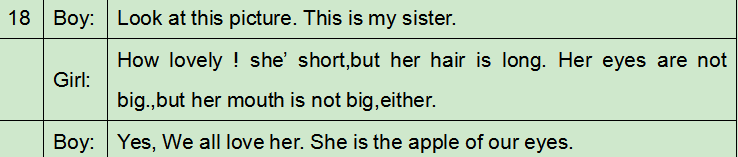 18 Boy: Look at this picture. This is my sister.
Girl: How lovely ! she’ short,but her hair is long. Her eyes are not
big.,but her mouth is not big,either.
Boy: Yes, We all love her. She is the apple of our eyes.